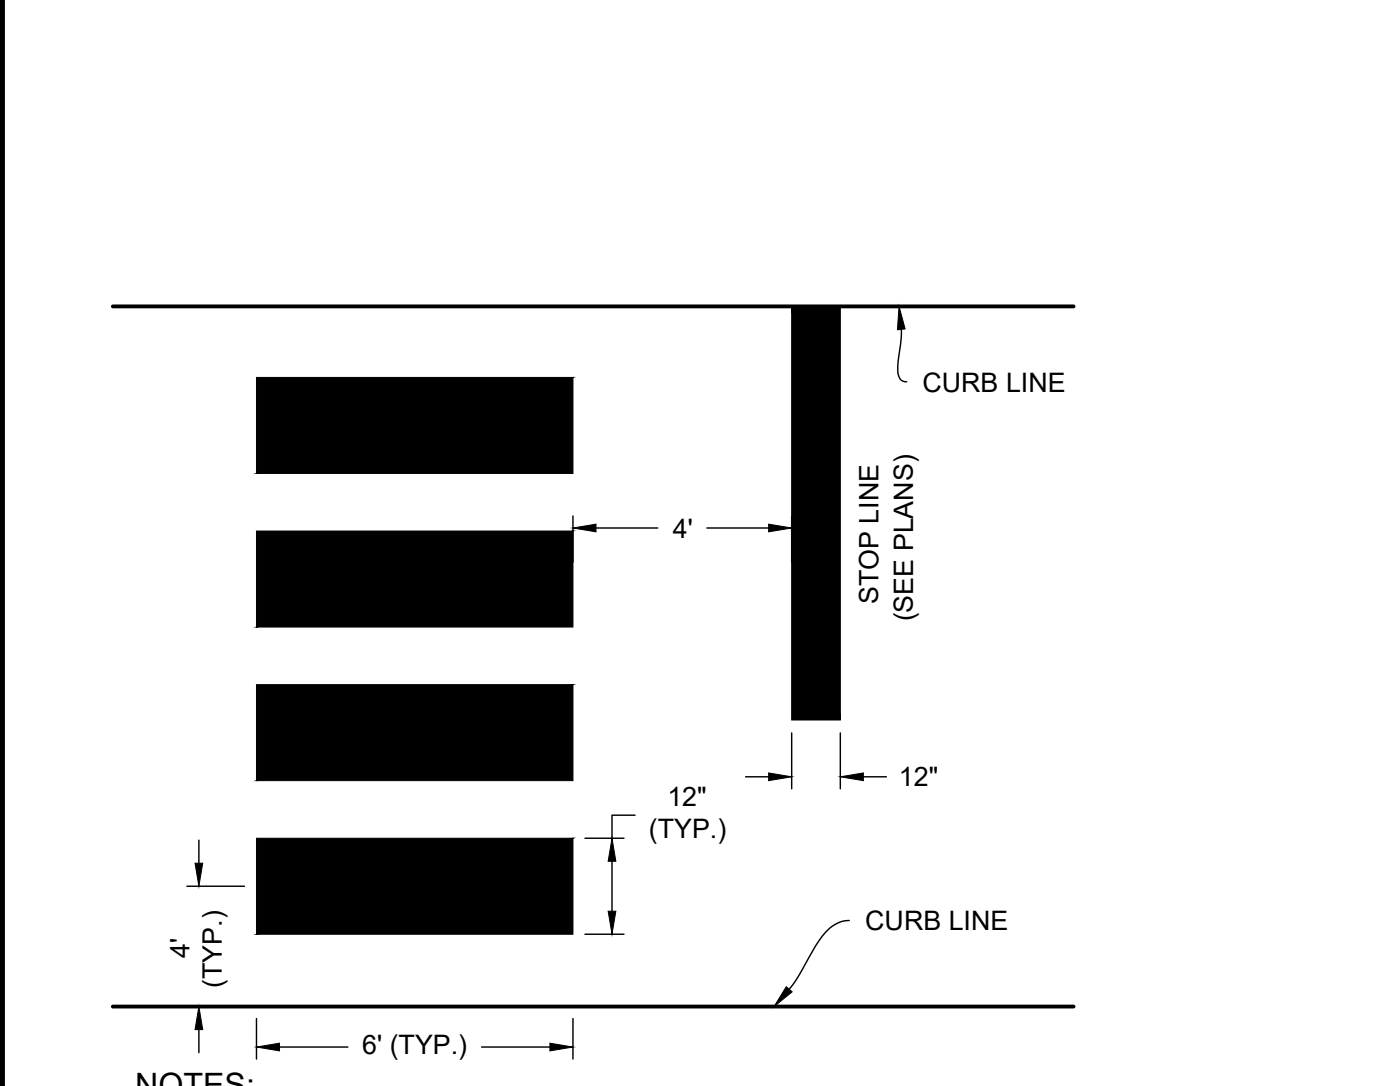 CURB LINE
STOP LINE
(SEE PLANS)
4'
12"
12"
(TYP.)
4'
(TYP.)
CURB LINE
6' (TYP.)
NOTES: